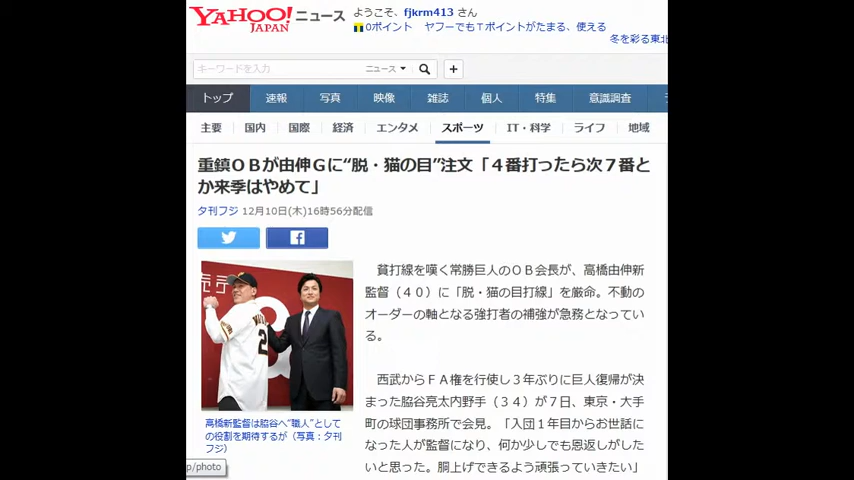 YAHOO! JAPAN ニュース
ようこそ、fjkrm413 さん
0ポイント ヤフーでもTポイントがたまる、使える
冬を彩る東北
キーワードを入力 ニュース
トップ 速報 写真 映像 雑誌 個人 特集 意識調査
主要 国内 国際 経済 エンタメ スポーツ IT・科学 ライフ 地域
重鎮ＯＢが由伸Ｇに“脱・猫の目”注文「４番打ったら次７番と
か来季はやめて」
夕刊フジ 12月10日(木)16時56分配信
貧打線を嘆く常勝巨人のＯＢ会長が、高橋由伸新
監督（４０）に「脱・猫の目打線」を厳命。不動の
オーダーの軸となる強打者の補強が急務となってい
る。
西武からＦＡ権を行使し３年ぶりに巨人復帰が決
まった脇谷亮太内野手（３４）が７日、東京・大手
町の球団事務所で会見。「入団１年目からお世話に
なった人が監督になり、何か少しでも恩返しがした
いと思った。胴上げできるよう頑張っていきたい」
高橋新監督は脇谷へ“職人”として
の役割を期待するが（写真：夕刊
フジ）
p/photo